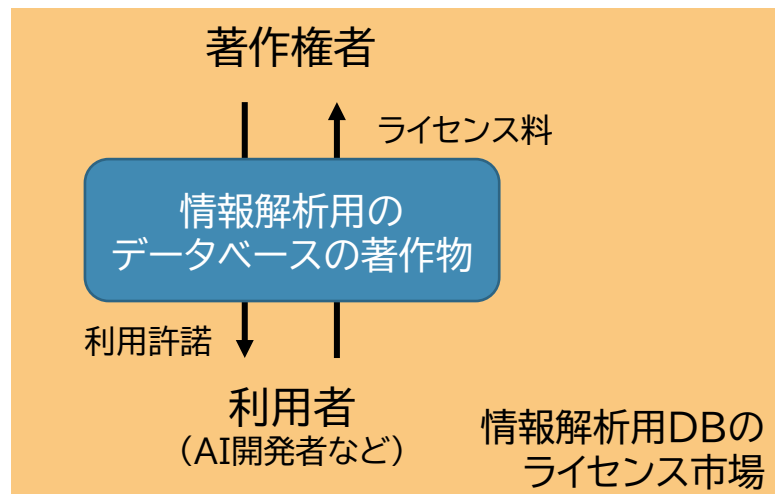 著作権者
ライセンス料
情報解析用の
データベースの著作物
利用許諾
利用者
（AI開発者など）
情報解析用DBの
ライセンス市場